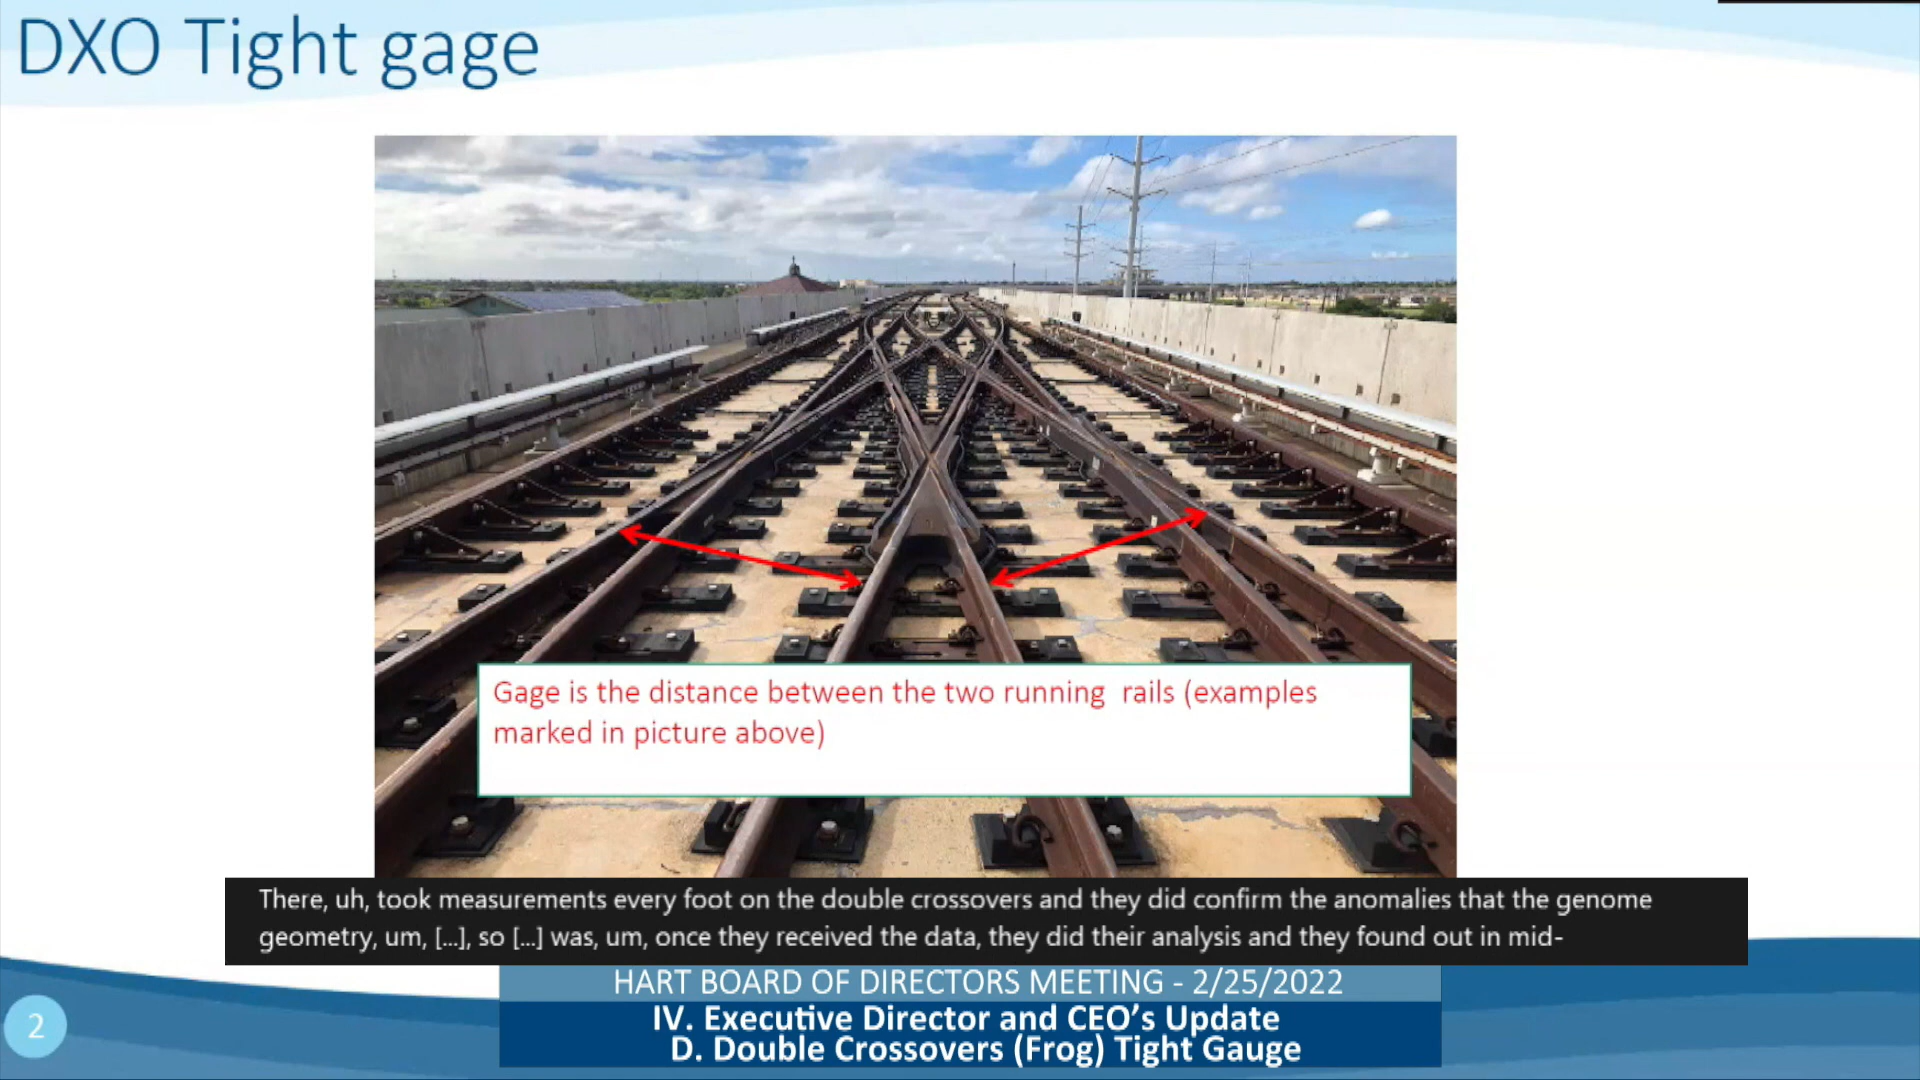 DXO Tight gage
Gage is the distance between the two running rails (examples
marked in picture above)
There, uh, took measurements every foot on the double crossovers and they did confirm the anomalies that the genome
geometry, um, [...], so [...] was, um, once they received the data, they did their analysis and they found out in mid-
HART BOARD OF DIRECTORS MEETING - 2/25/2022
IV. Executive Director and CEO’s Update
D. Double Crossovers (Frog) Tight Gauge
2